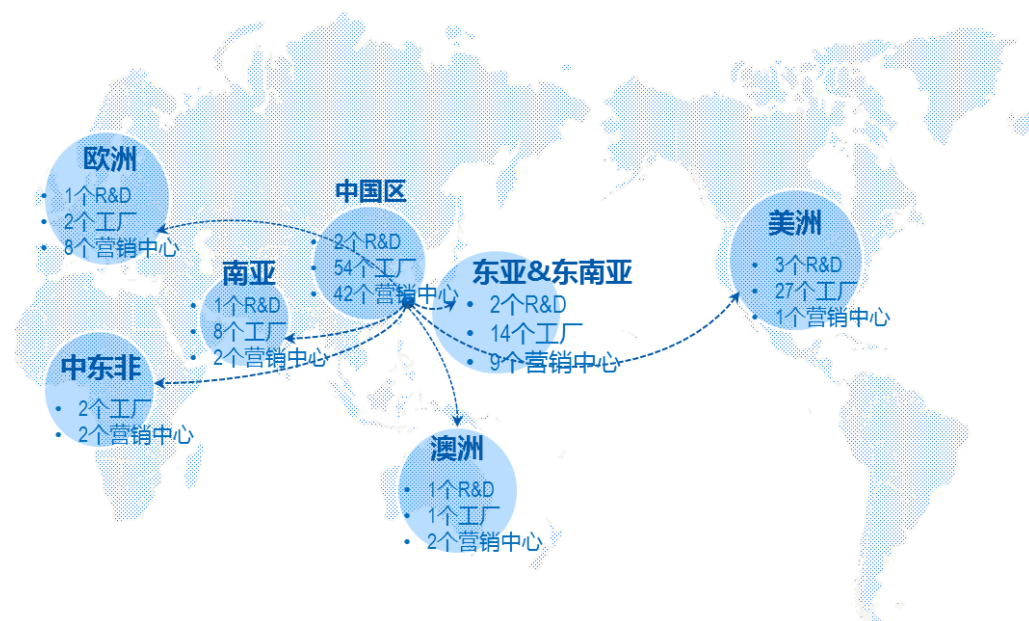 欧洲
• 1个R&D
• 2个工厂
• 8个营销中心
中国区
• 2个R&D
• 54个工厂
• 42个营销中心
南亚
• 1个R&D
• 8个工厂
• 2个营销中心
东亚&东南亚
• 2个R&D
• 14个工厂
• 9个营销中心
美洲
• 3个R&D
• 27个工厂
• 1个营销中心
中东非
• 2个工厂
• 2个营销中心
澳洲
• 1个R&D
• 1个工厂
• 2个营销中心